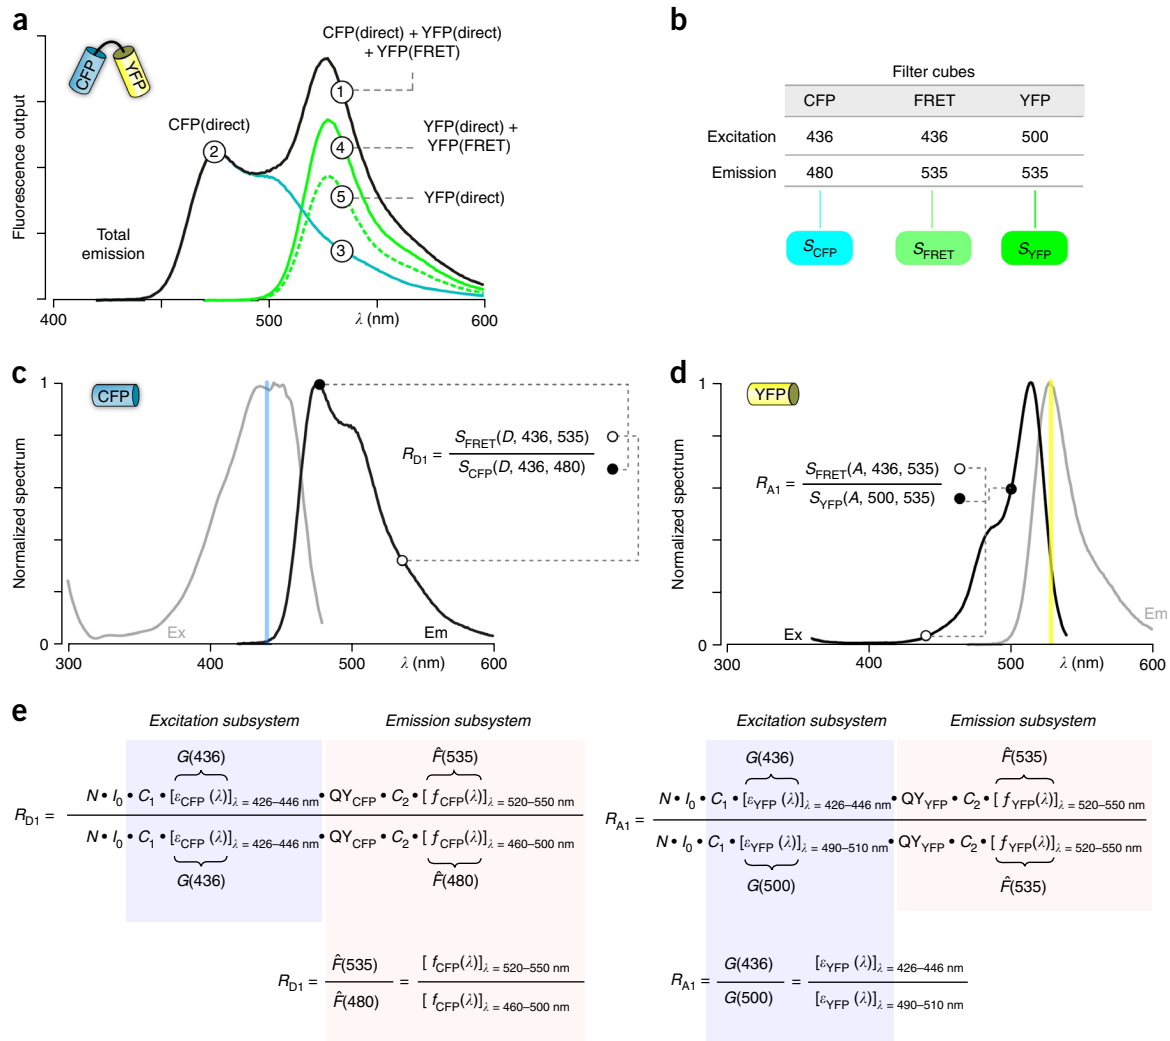 a
CFP
YFP
CFP(direct) + YFP(direct)
+ YFP(FRET)
1
CFP(direct)
2
YFP(direct) +
YFP(FRET)
4
5
YFP(direct)
3
Total
emission
Fluorescence output
400
500
λ (nm)
600
b
Filter cubes
CFP FRET YFP
Excitation 436 436 500
Emission 480 535 535
S_CFP S_FRET S_YFP
c
CFP
1
Normalized spectrum
R_D1 = S_FRET(D, 436, 535)
S_CFP(D, 436, 480)
Ex
Em
0
300
400
500
λ (nm)
600
d
YFP
1
Normalized spectrum
R_A1 = S_FRET(A, 436, 535)
S_YFP(A, 500, 535)
Ex
Em
0
300
400
500
λ (nm)
600
e
Excitation subsystem Emission subsystem
G(436) F̂(535)
N • I_0 • C_1 • [ε_CFP (λ)]_λ = 426–446 nm • QY_CFP • C_2 • [ f_CFP(λ)]_λ = 520–550 nm
R_D1 =
N • I_0 • C_1 • [ε_CFP (λ)]_λ = 426–446 nm • QY_CFP • C_2 • [ f_CFP(λ)]_λ = 460–500 nm
G(436) F̂(480)
R_D1 = F̂(535) = [ f_CFP(λ)]_λ = 520–550 nm
F̂(480) [ f_CFP(λ)]_λ = 460–500 nm
Excitation subsystem Emission subsystem
G(436) F̂(535)
N • I_0 • C_1 • [ε_YFP (λ)]_λ = 426–446 nm • QY_YFP • C_2 • [ f_YFP(λ)]_λ = 520–550 nm
R_A1 =
N • I_0 • C_1 • [ε_YFP (λ)]_λ = 490–510 nm • QY_YFP • C_2 • [ f_YFP(λ)]_λ = 520–550 nm
G(500) F̂(535)
R_A1 = G(436) = [ε_YFP (λ)]_λ = 426–446 nm
G(500) [ε_YFP (λ)]_λ = 490–510 nm